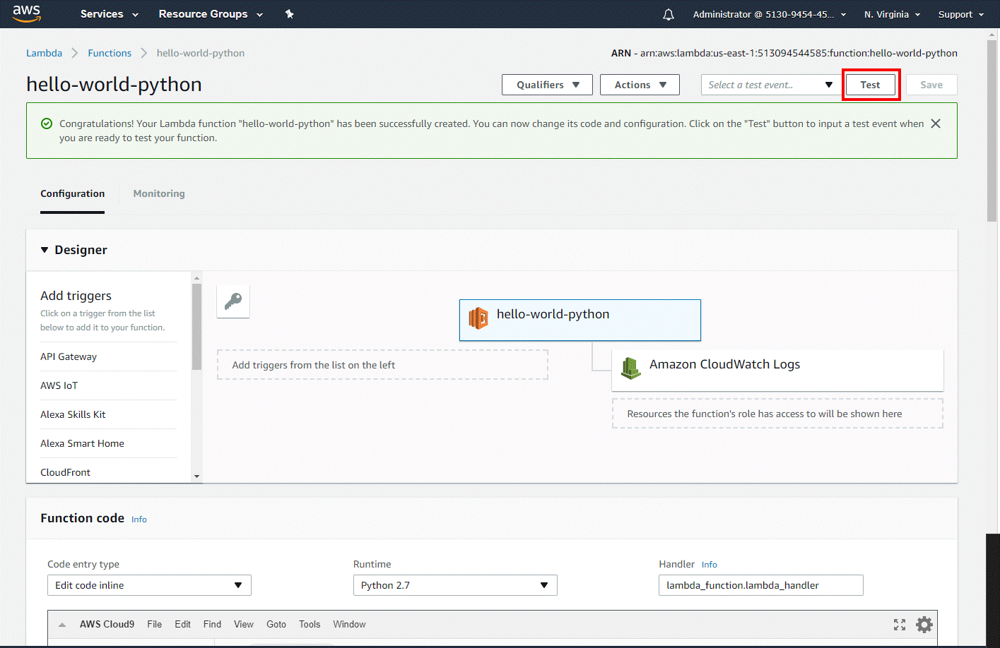 aws Services Resource Groups Administrator @ 5130-9454-45... N. Virginia Support
Lambda Functions hello-world-python ARN - arn:aws:lambda:us-east-1:513094544585:function:hello-world-python
hello-world-python Qualifiers Actions Select a test event.. Test Save
Congratulations! Your Lambda function "hello-world-python" has been successfully created. You can now change its code and configuration. Click on the "Test" button to input a test event when
you are ready to test your function.
Configuration Monitoring
Designer
Add triggers
Click on a trigger from the list
below to add it to your function.
API Gateway
AWS IoT
Alexa Skills Kit
Alexa Smart Home
CloudFront
hello-world-python
Add triggers from the list on the left
Amazon CloudWatch Logs
Resources the function's role has access to will be shown here
Function code Info
Code entry type Runtime Handler Info
Edit code inline Python 2.7 lambda_function.lambda_handler
AWS Cloud9 File Edit Find View Goto Tools Window